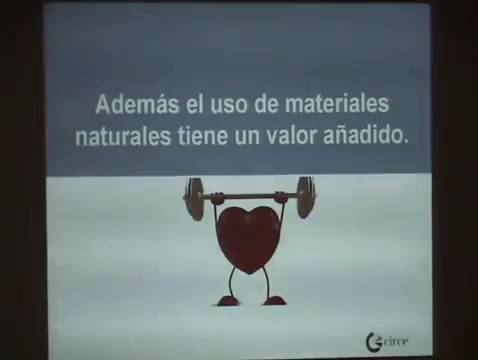 Además el uso de materiales
naturales tiene un valor añadido.
circe